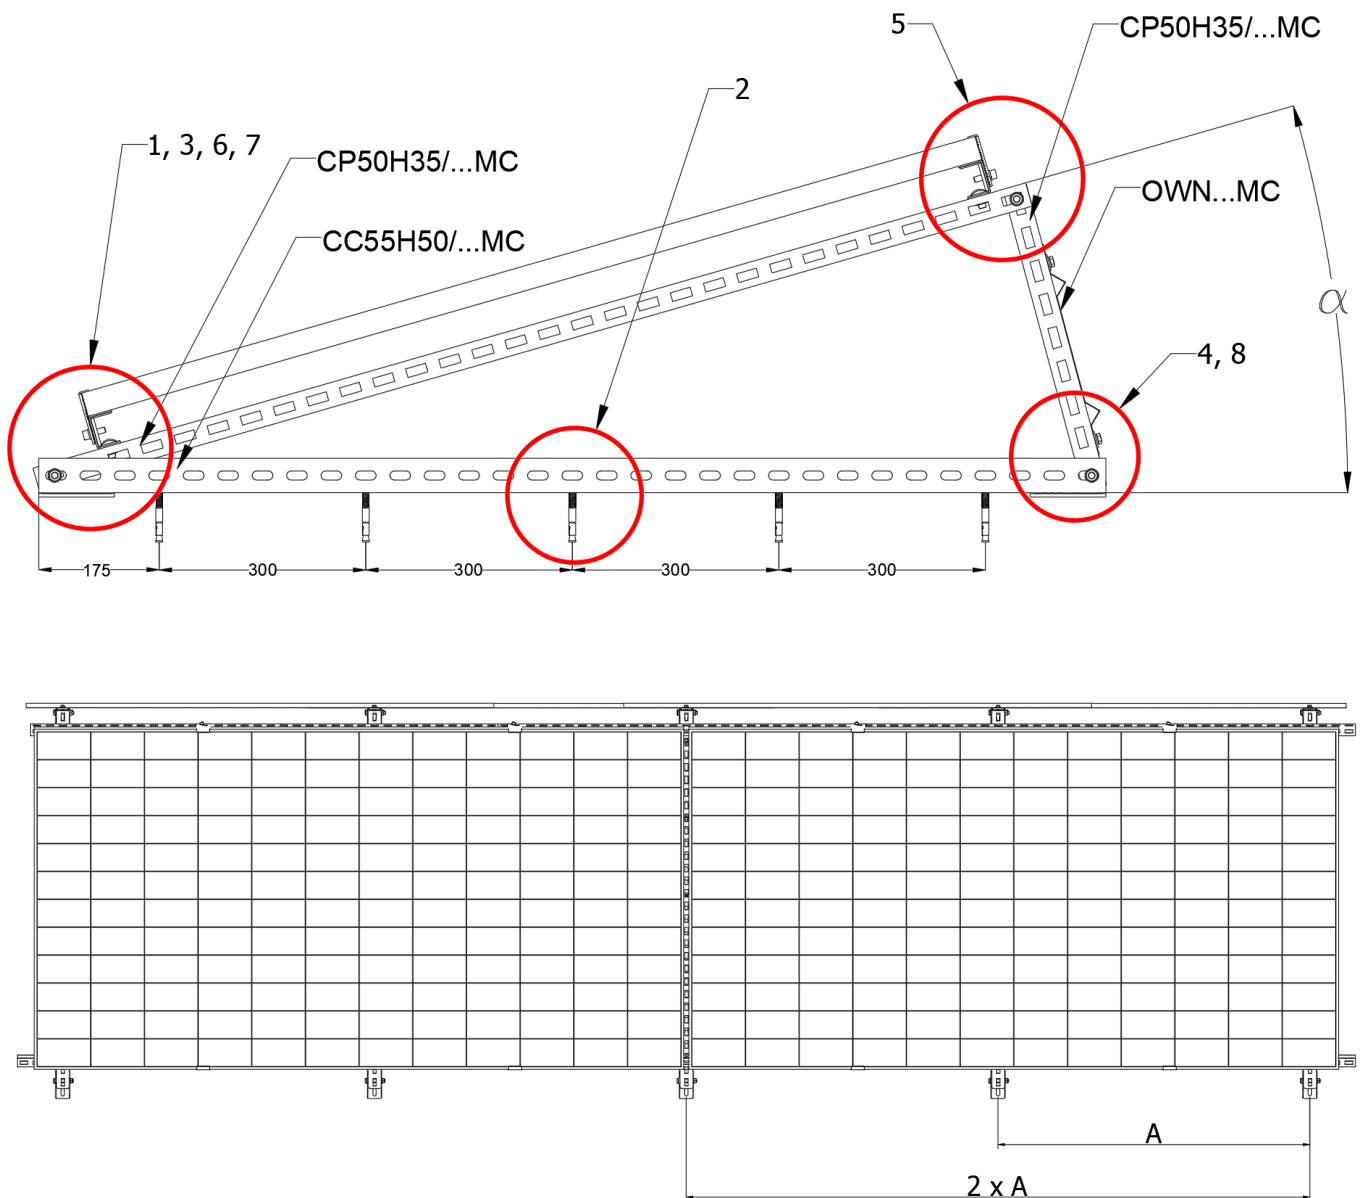 5
CP50H35/...MC
2
1, 3, 6, 7
CP50H35/...MC
OWN...MC
CC55H50/...MC
α
4, 8
175
300
300
300
300
A
2 x A